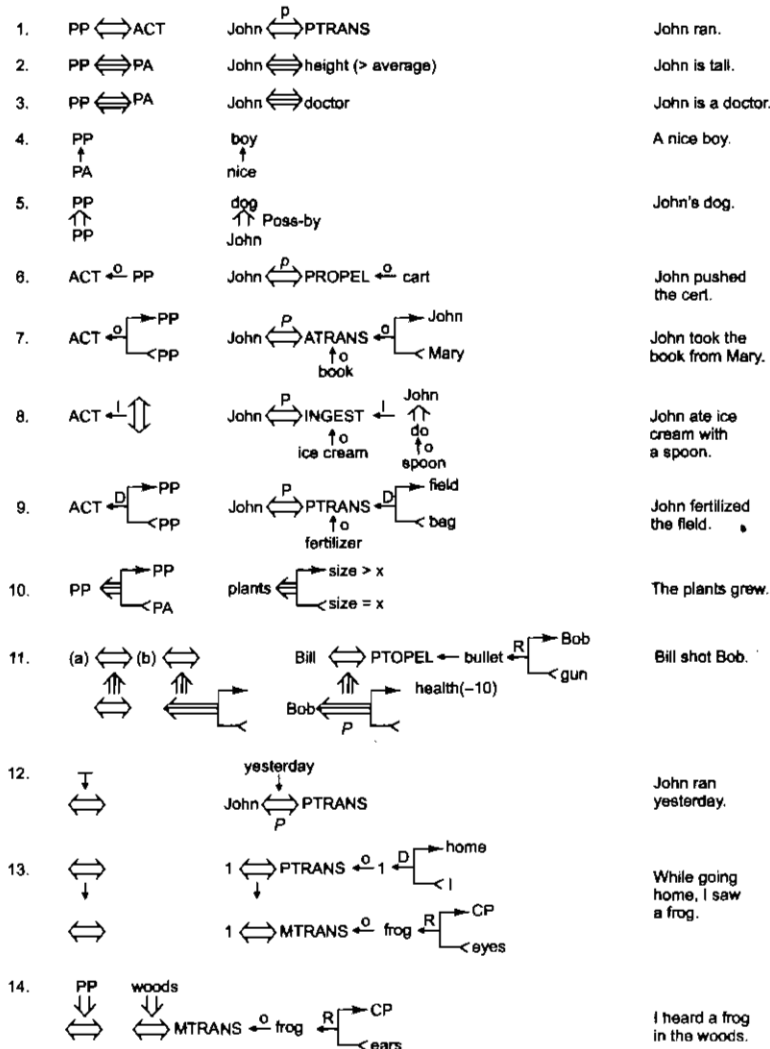 p
1. PP ACT John PTRANS John ran.
2. PP PA John height (> average) John is tall.
3. PP PA John doctor John is a doctor.
4. PP boy A nice boy.
PA nice
5. PP dog John's dog.
Poss-by
PP John
6. ACT o PP John p PROPEL o cart John pushed
the cert.
PP John
7. ACT o John P ATRANS o John took the
PP o Mary book from Mary.
book
John
8. ACT I John P INGEST I John ate ice
o do cream with
ice cream o a spoon.
spoon
PP field
9. ACT D John P PTRANS D John fertilized
PP o bag the field.
fertilizer
PP size > x
10. PP plants The plants grew.
PA size = x
Bob
11. (a) (b) Bill PTOPEL bullet R Bill shot Bob.
gun
health(−10)
Bob
P
12. T yesterday John ran
John PTRANS yesterday.
P
home
13. 1 PTRANS o 1 D While going
I home, I saw
CP a frog.
1 MTRANS o frog R
eyes
14. PP woods
CP I heard a frog
MTRANS o frog R in the woods.
ears